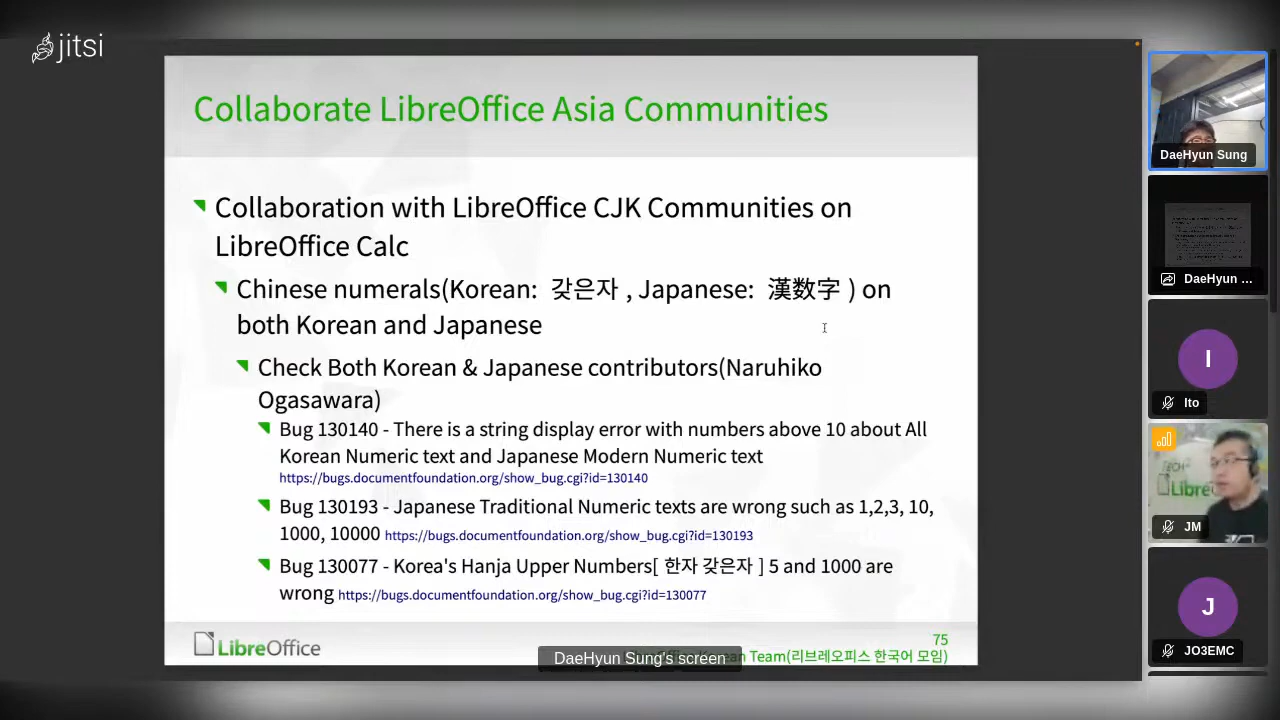 jitsi
Collaborate LibreOffice Asia Communities
Collaboration with LibreOffice CJK Communities on
LibreOffice Calc
Chinese numerals(Korean: 갖은자 , Japanese: 漢数字 ) on
both Korean and Japanese
Check Both Korean & Japanese contributors(Naruhiko
Ogasawara)
Bug 130140 - There is a string display error with numbers above 10 about All
Korean Numeric text and Japanese Modern Numeric text
https://bugs.documentfoundation.org/show_bug.cgi?id=130140
Bug 130193 - Japanese Traditional Numeric texts are wrong such as 1,2,3, 10,
1000, 10000 https://bugs.documentfoundation.org/show_bug.cgi?id=130193
Bug 130077 - Korea's Hanja Upper Numbers[ 한자 갖은자 ] 5 and 1000 are
wrong https://bugs.documentfoundation.org/show_bug.cgi?id=130077
LibreOffice
75
Team(리브레오피스 한국어 모임)
DaeHyun Sung's screen
DaeHyun Sung
DaeHyun ...
I
Ito
JM
J
JO3EMC